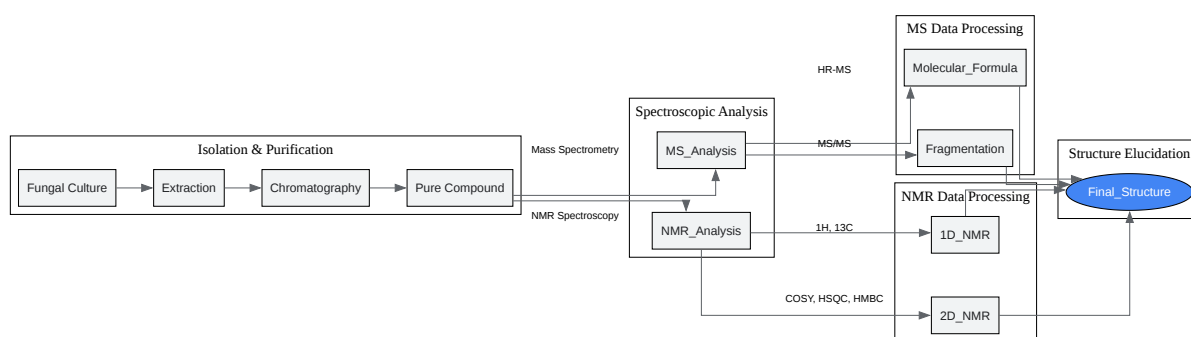 Isolation & Purification
Fungal Culture
Extraction
Chromatography
Pure Compound
Mass Spectrometry
NMR Spectroscopy
Spectroscopic Analysis
MS_Analysis
NMR_Analysis
HR-MS
MS/MS
1H, 13C
COSY, HSQC, HMBC
MS Data Processing
Molecular_Formula
Fragmentation
NMR Data Processing
1D_NMR
2D_NMR
Structure Elucidation
Final_Structure